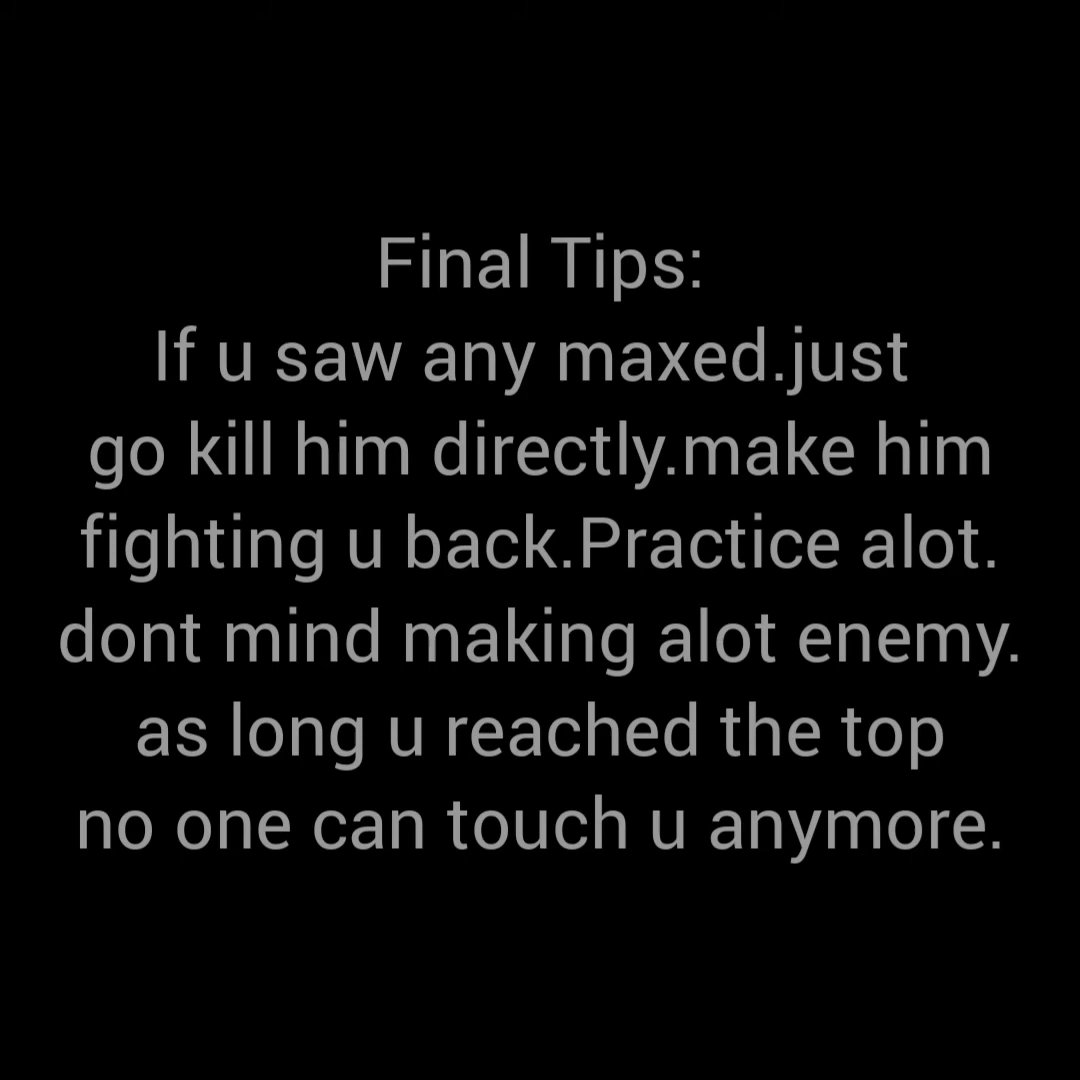 Final Tips:
If u saw any maxed.just
go kill him directly.make him
fighting u back.Practice alot.
dont mind making alot enemy.
as long u reached the top
no one can touch u anymore.